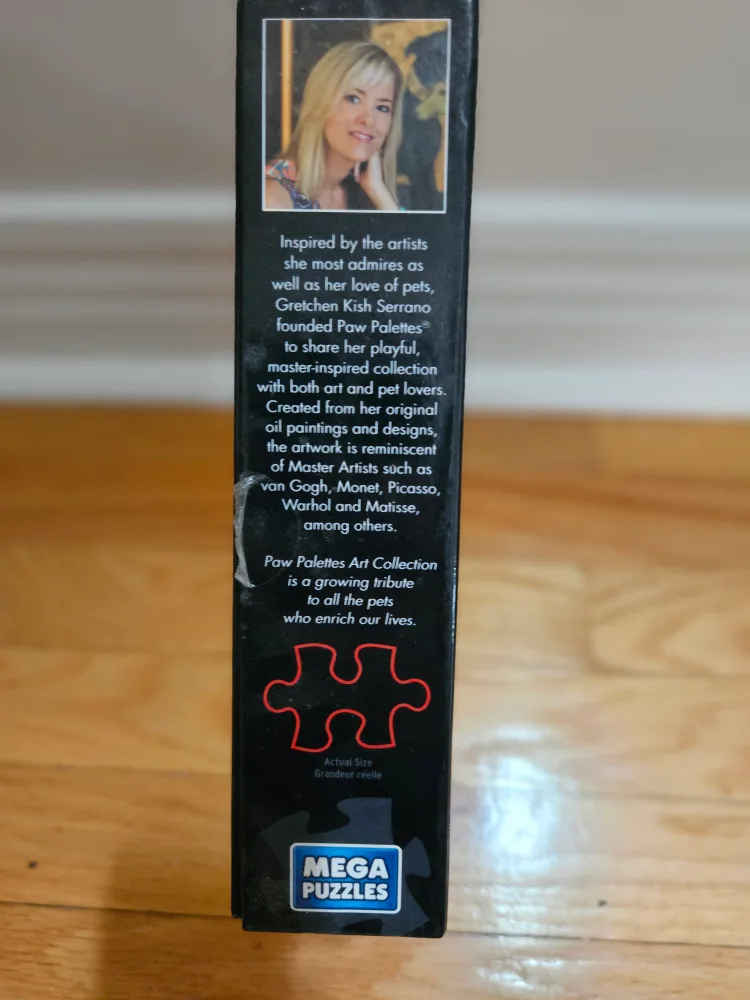 Inspired by the artists
she most admires as
well as her love of pets,
Gretchen Kish Serrano
founded Paw Palettes®
to share her playful,
master-inspired collection
with both art and pet lovers.
Created from her original
oil paintings and designs,
the artwork is reminiscent
of Master Artists such as
van Gogh, Monet, Picasso,
Warhol and Matisse,
among others.
Paw Palettes Art Collection
is a growing tribute
to all the pets
who enrich our lives.
Actual Size
Grandeur réelle
MEGA
PUZZLES